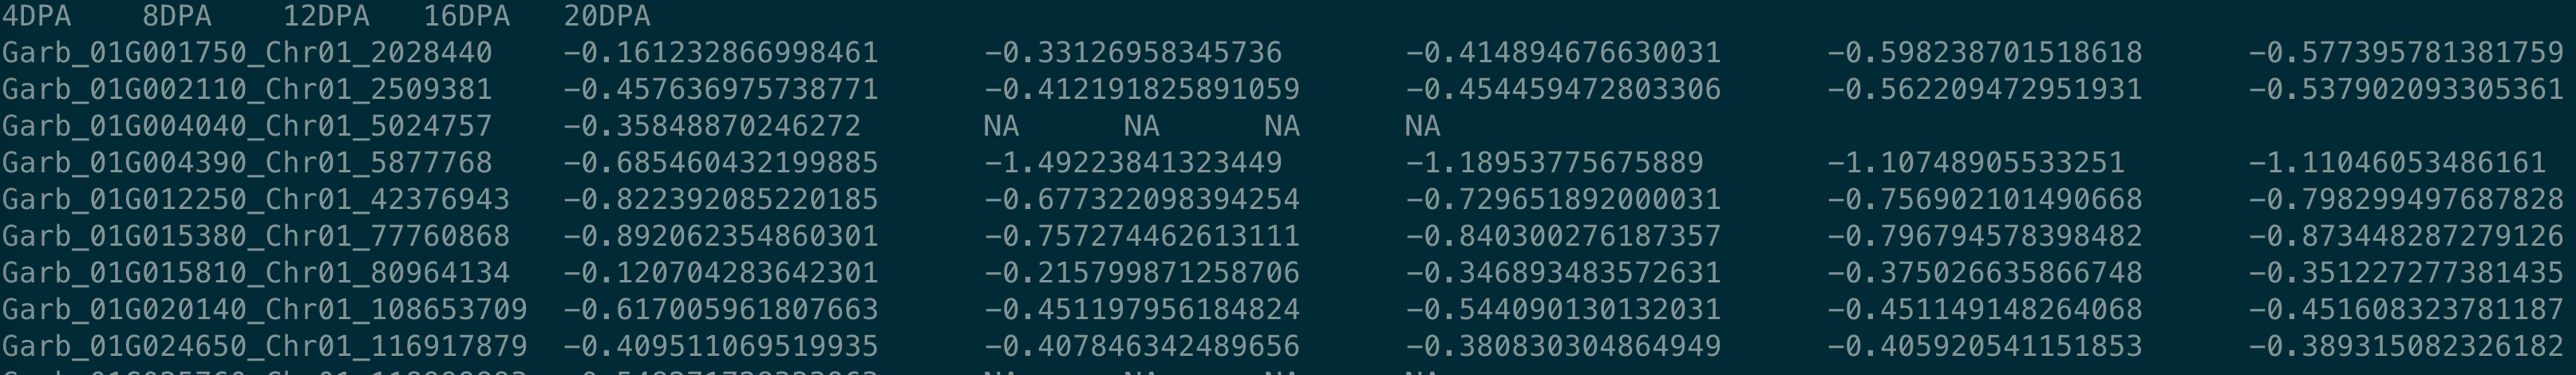 4DPA 8DPA 12DPA 16DPA 20DPA
Garb_01G001750_Chr01_2028440 -0.161232866998461 -0.33126958345736 -0.414894676630031 -0.598238701518618 -0.577395781381759
Garb_01G002110_Chr01_2509381 -0.457636975738771 -0.412191825891059 -0.454459472803306 -0.562209472951931 -0.537902093305361
Garb_01G004040_Chr01_5024757 -0.35848870246272 NA NA NA NA
Garb_01G004390_Chr01_5877768 -0.685460432199885 -1.49223841323449 -1.18953775675889 -1.10748905533251 -1.11046053486161
Garb_01G012250_Chr01_42376943 -0.822392085220185 -0.677322098394254 -0.729651892000031 -0.756902101490668 -0.798299497687828
Garb_01G015380_Chr01_77760868 -0.892062354860301 -0.757274462613111 -0.840300276187357 -0.796794578398482 -0.873448287279126
Garb_01G015810_Chr01_80964134 -0.120704283642301 -0.215799871258706 -0.346893483572631 -0.375026635866748 -0.351227277381435
Garb_01G020140_Chr01_108653709 -0.617005961807663 -0.451197956184824 -0.544090130132031 -0.451149148264068 -0.451608323781187
Garb_01G024650_Chr01_116917879 -0.409511069519935 -0.407846342489656 -0.380830304864949 -0.405920541151853 -0.389315082326182
NA NA NA NA